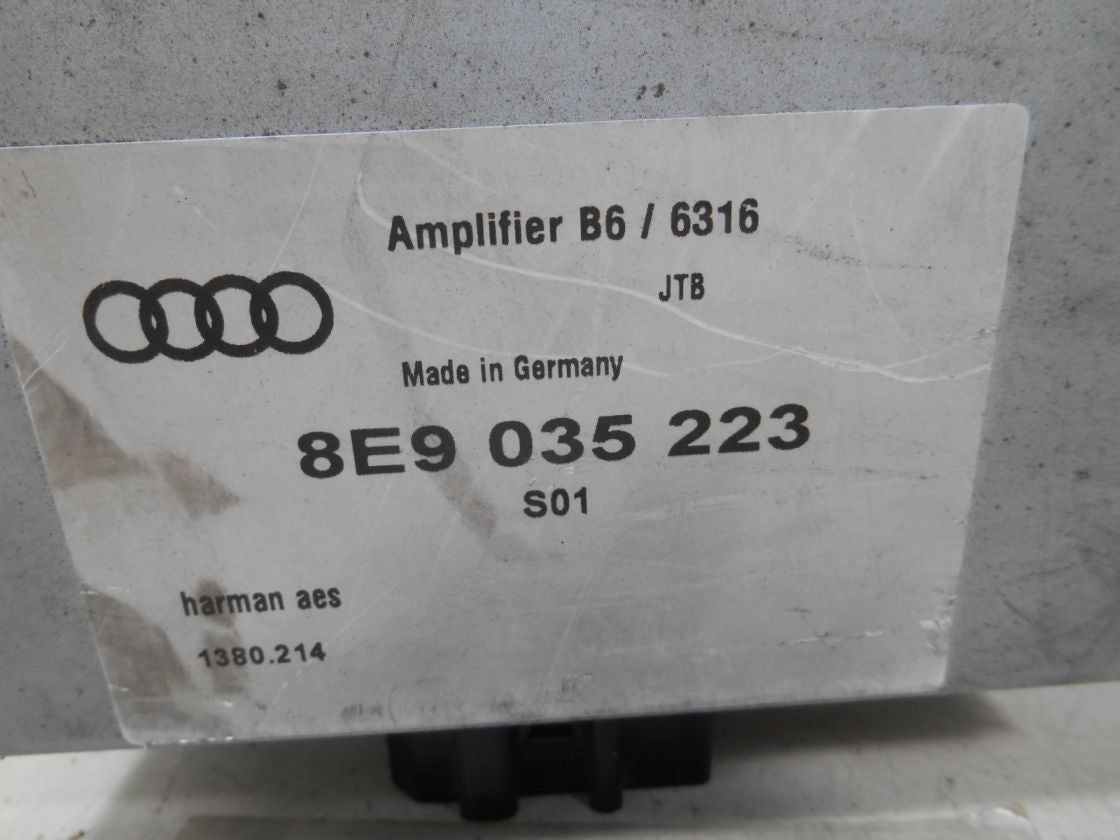 Amplifier B6 / 6316
JTB
Made in Germany
8E9 035 223
S01
harman aes
1380.214